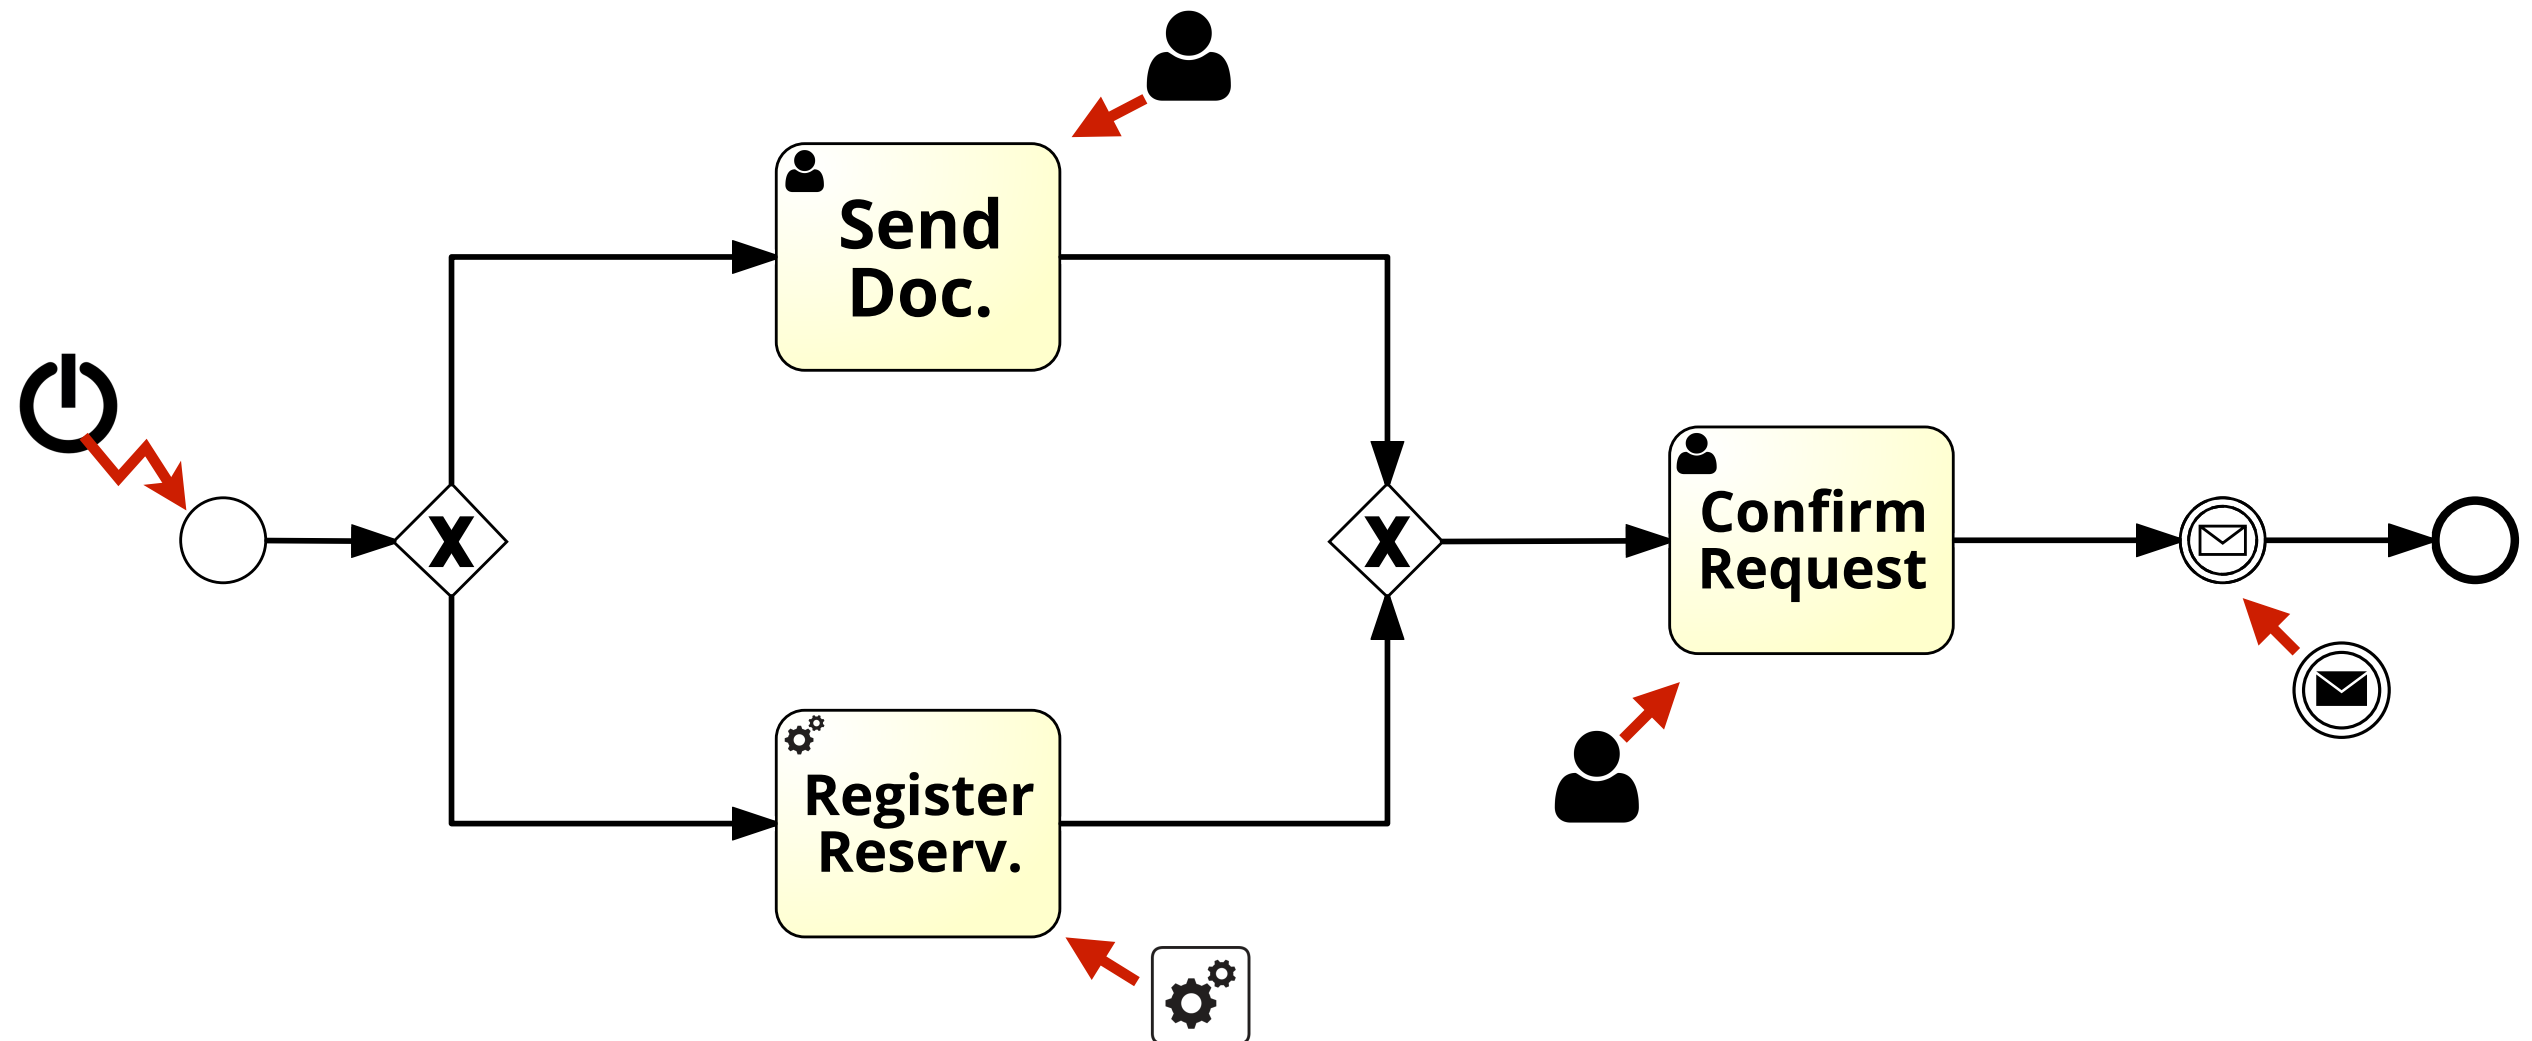 Send
Doc.
X
X
Confirm
Request
Register
Reserv.